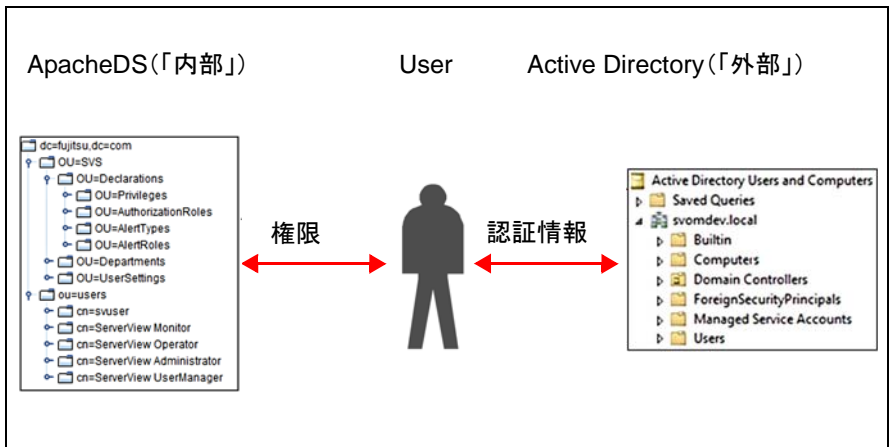 ApacheDS(「内部」)
User
Active Directory(「外部」)
dc=fujitsu,dc=com
OU=SVS
OU=Declarations
OU=Privileges
OU=AuthorizationRoles
OU=AlertTypes
OU=AlertRoles
OU=Departments
OU=UserSettings
ou=users
cn=svuser
cn=ServerView Monitor
cn=ServerView Operator
cn=ServerView Administrator
cn=ServerView UserManager
権限
認証情報
Active Directory Users and Computers
Saved Queries
svomdev.local
Builtin
Computers
Domain Controllers
ForeignSecurityPrincipals
Managed Service Accounts
Users